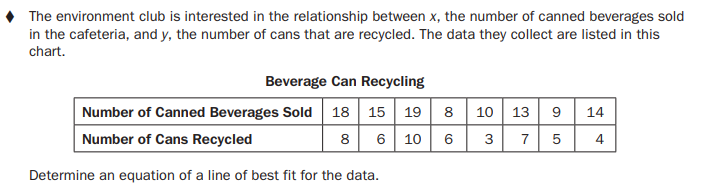 The environment club is interested in the relationship between x, the number of canned beverages sold
in the cafeteria, and y, the number of cans that are recycled. The data they collect are listed in this
chart.
Beverage Can Recycling
Number of Canned Beverages Sold 18 15 19 8 10 13 9 14
Number of Cans Recycled 8 6 10 6 3 7 5 4
Determine an equation of a line of best fit for the data.